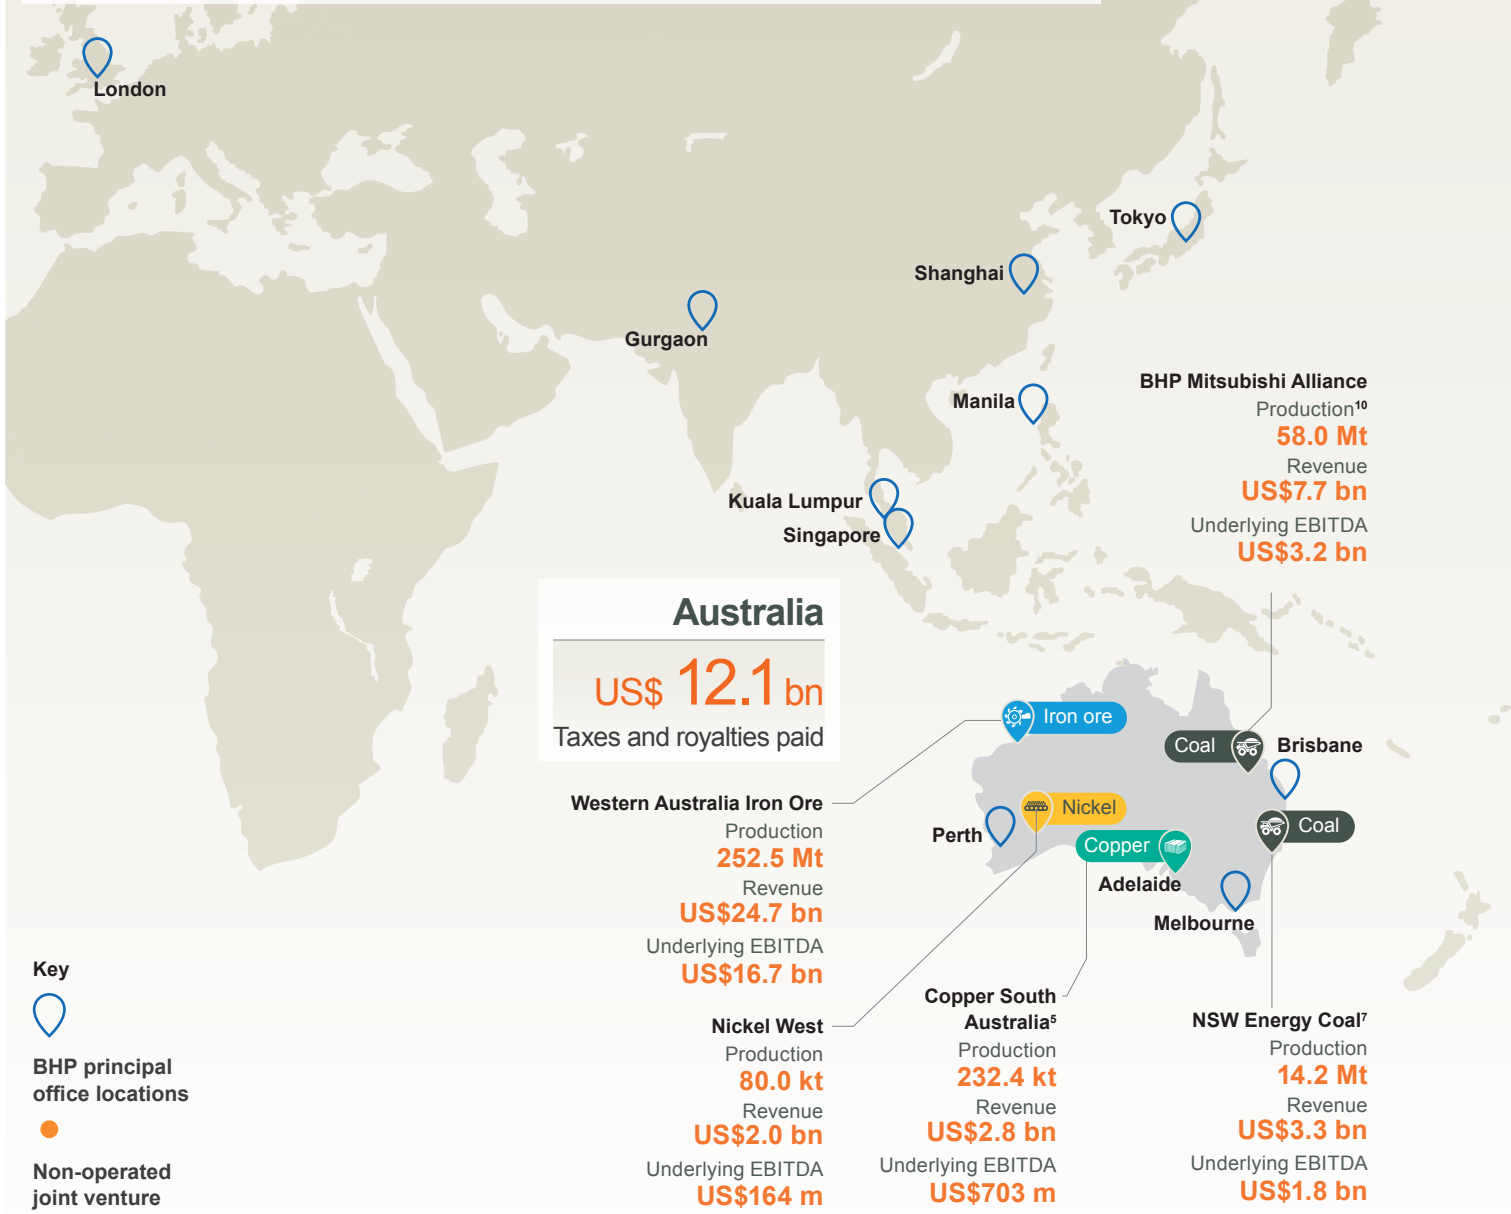 London
Tokyo
Shanghai
Gurgaon
Manila
Kuala Lumpur
Singapore
BHP Mitsubishi Alliance
Production¹⁰
58.0 Mt
Revenue
US$7.7 bn
Underlying EBITDA
US$3.2 bn
Australia
US$ 12.1 bn
Taxes and royalties paid
Iron ore
Coal
Brisbane
Nickel
Coal
Perth
Copper
Adelaide
Melbourne
Western Australia Iron Ore
Production
252.5 Mt
Revenue
US$24.7 bn
Underlying EBITDA
US$16.7 bn
Nickel West
Production
80.0 kt
Revenue
US$2.0 bn
Underlying EBITDA
US$164 m
Copper South
Australia⁵
Production
232.4 kt
Revenue
US$2.8 bn
Underlying EBITDA
US$703 m
NSW Energy Coal⁷
Production
14.2 Mt
Revenue
US$3.3 bn
Underlying EBITDA
US$1.8 bn
Key
BHP principal
office locations
Non-operated
joint venture